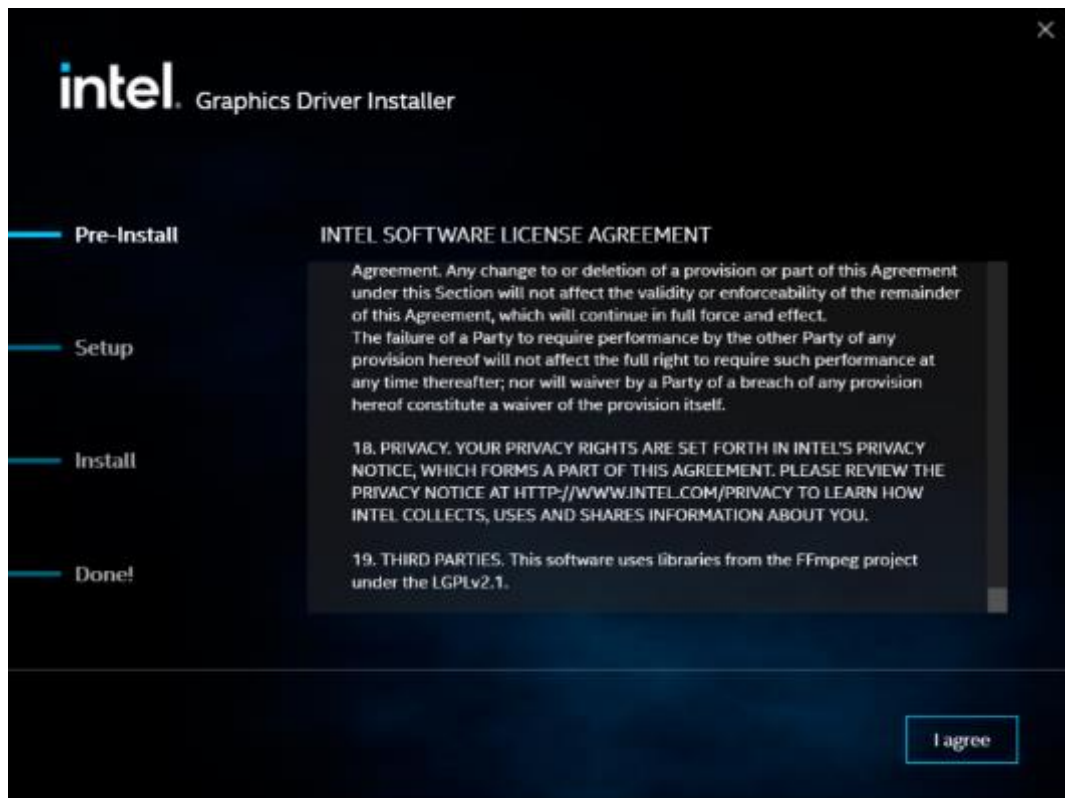 intel. Graphics Driver Installer
Pre-Install
Setup
Install
Done!
INTEL SOFTWARE LICENSE AGREEMENT
Agreement. Any change to or deletion of a provision or part of this Agreement
under this Section will not affect the validity or enforceability of the remainder
of this Agreement, which will continue in full force and effect.
The failure of a Party to require performance by the other Party of any
provision hereof will not affect the full right to require such performance at
any time thereafter; nor will waiver by a Party of a breach of any provision
hereof constitute a waiver of the provision itself.
18. PRIVACY. YOUR PRIVACY RIGHTS ARE SET FORTH IN INTEL'S PRIVACY
NOTICE, WHICH FORMS A PART OF THIS AGREEMENT. PLEASE REVIEW THE
PRIVACY NOTICE AT HTTP://WWW.INTEL.COM/PRIVACY TO LEARN HOW
INTEL COLLECTS, USES AND SHARES INFORMATION ABOUT YOU.
19. THIRD PARTIES. This software uses libraries from the FFmpeg project
under the LGPLv2.1.
I agree